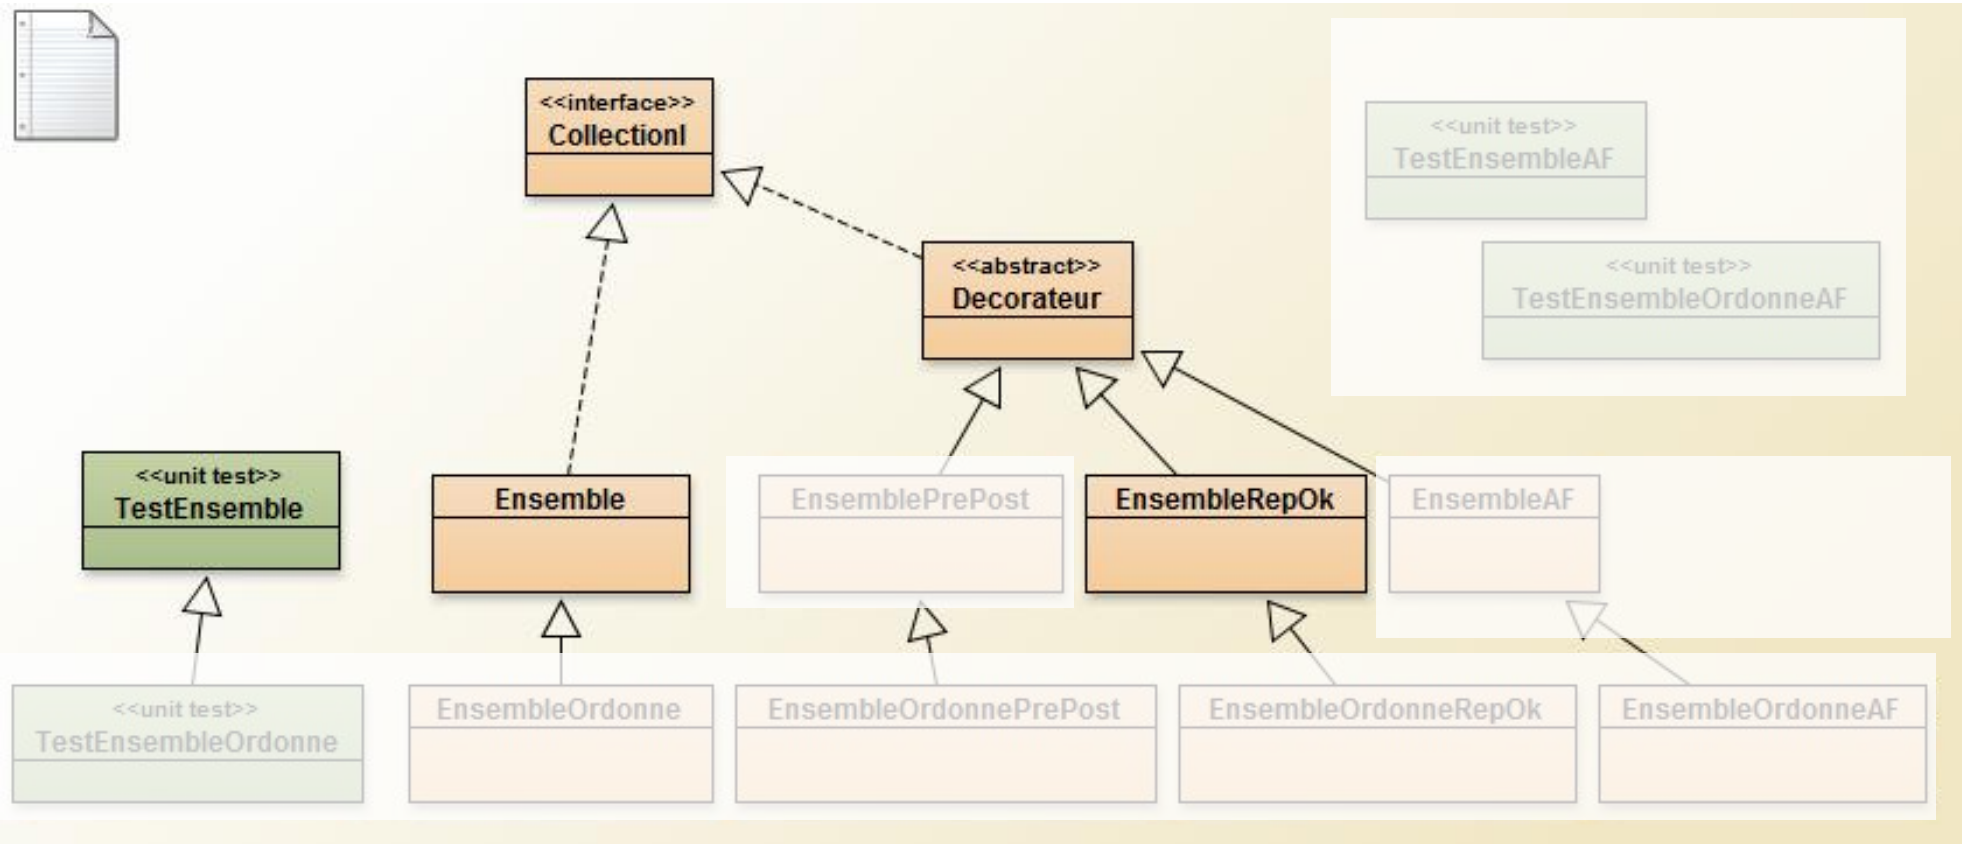 <<interface>>
CollectionI
<<unit test>>
TestEnsembleAF
<<abstract>>
Decorateur
<<unit test>>
TestEnsembleOrdonneAF
<<unit test>>
TestEnsemble
Ensemble
EnsemblePrePost
EnsembleRepOk
EnsembleAF
<<unit test>>
TestEnsembleOrdonne
EnsembleOrdonne
EnsembleOrdonnePrePost
EnsembleOrdonneRepOk
EnsembleOrdonneAF